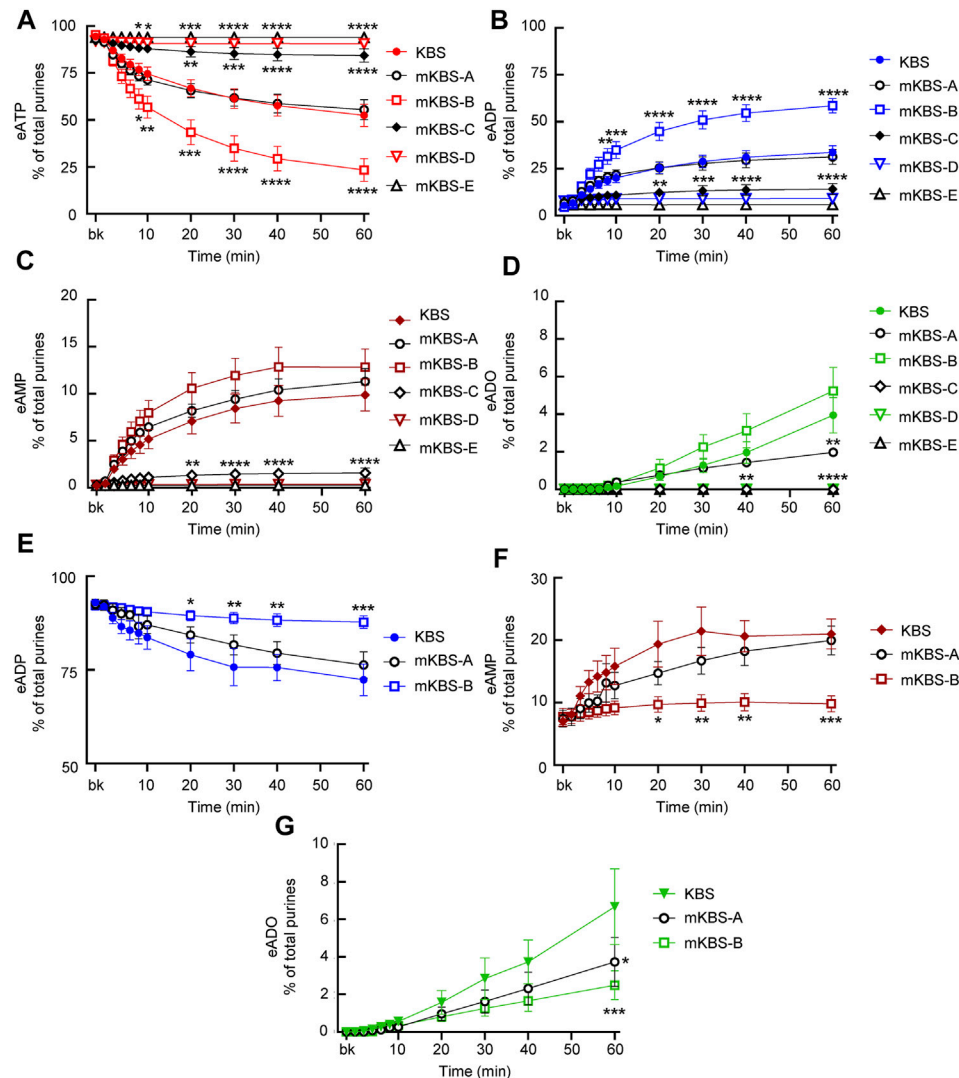 A
eATP
% of total purines
100
75
50
25
0
* * *** **** **** ****
** *** **** ****
* ** *** **** **** ****
bk 10 20 30 40 50 60
Time (min)
KBS
mKBS-A
mKBS-B
mKBS-C
mKBS-D
mKBS-E
B
eADP
% of total purines
100
75
50
25
0
** *** **** **** **** ****
** *** **** ****
bk 10 20 30 40 50 60
Time (min)
KBS
mKBS-A
mKBS-B
mKBS-C
mKBS-D
mKBS-E
C
eAMP
% of total purines
20
15
10
5
0
** **** **** ****
bk 10 20 30 40 50 60
Time (min)
KBS
mKBS-A
mKBS-B
mKBS-C
mKBS-D
mKBS-E
D
eADO
% of total purines
10
8
6
4
2
0
**
** ****
bk 10 20 30 40 50 60
Time (min)
KBS
mKBS-A
mKBS-B
mKBS-C
mKBS-D
mKBS-E
E
eADP
% of total purines
100
75
50
* ** ** ***
bk 10 20 30 40 50 60
Time (min)
KBS
mKBS-A
mKBS-B
F
eAMP
% of total purines
30
20
10
0
* ** ** ***
bk 10 20 30 40 50 60
Time (min)
KBS
mKBS-A
mKBS-B
G
eADO
% of total purines
10
8
6
4
2
0
*
***
bk 10 20 30 40 50 60
Time (min)
KBS
mKBS-A
mKBS-B